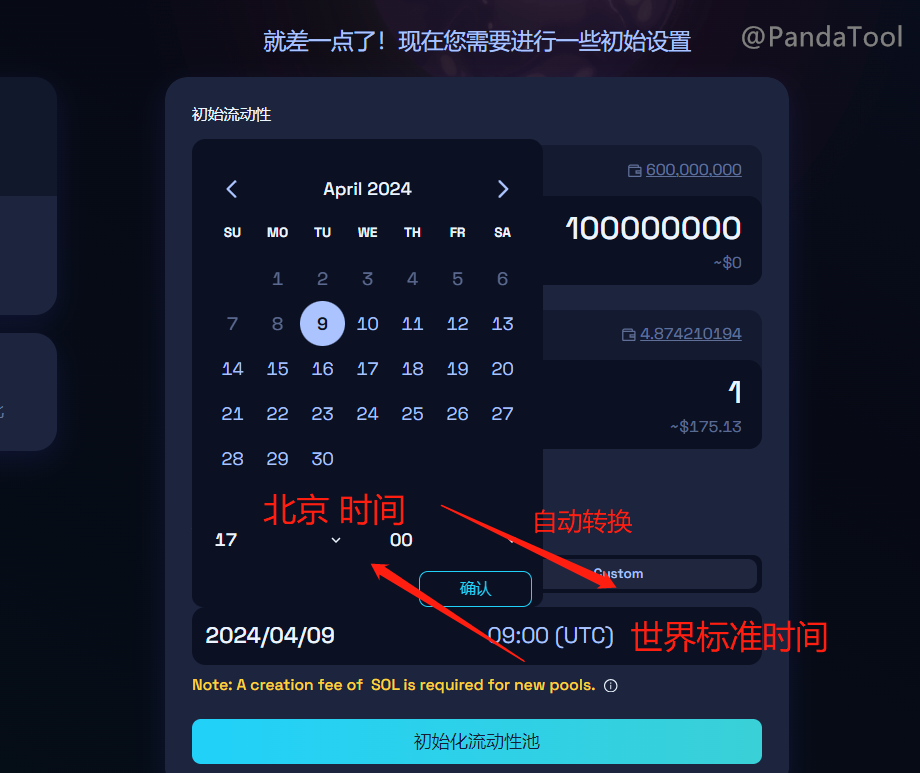 就差一点了！现在您需要进行一些初始设置
@PandaTool
初始流动性
600,000,000
April 2024
SU MO TU WE TH FR SA
100000000
~$0
1 2 3 4 5 6
7 8 9 10 11 12 13
4.874210194
14 15 16 17 18 19 20
1
21 22 23 24 25 26 27
~$175.13
28 29 30
北京 时间
自动转换
17
00
Custom
确认
2024/04/09
09:00 (UTC)
世界标准时间
Note: A creation fee of SOL is required for new pools.
初始化流动性池